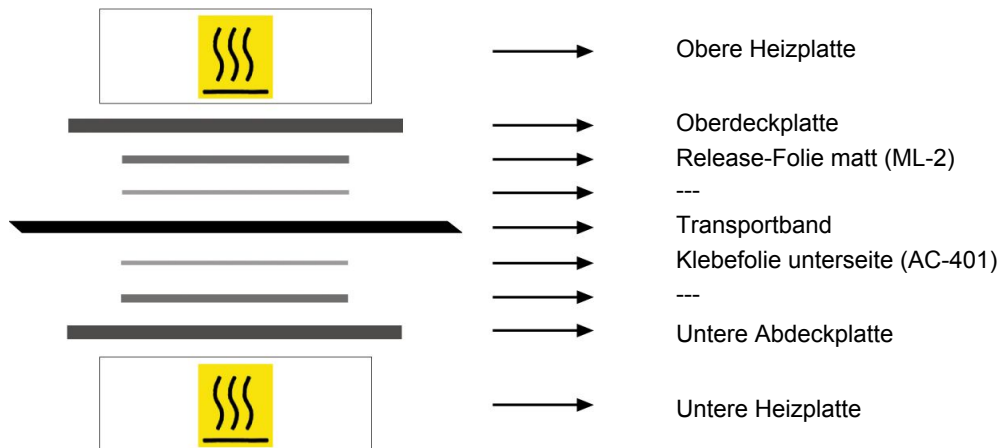 Obere Heizplatte
Oberdeckplatte
Release-Folie matt (ML-2)
---
Transportband
Klebefolie unterseite (AC-401)
---
Untere Abdeckplatte
Untere Heizplatte